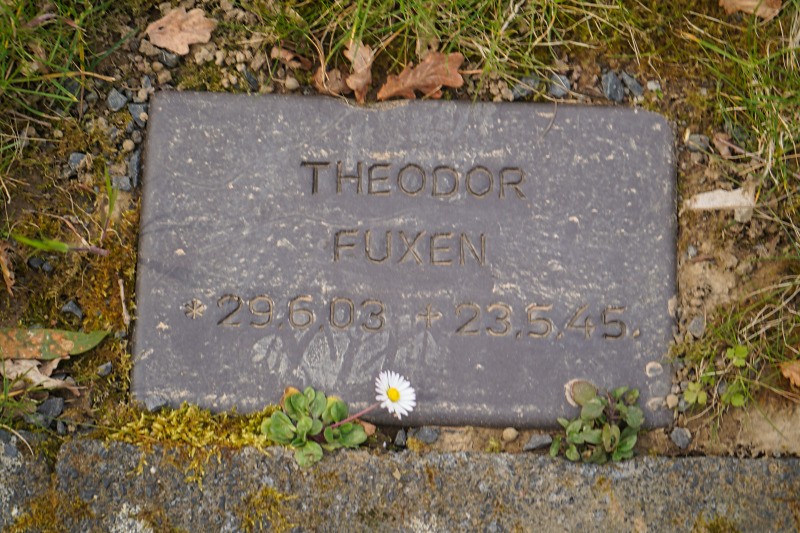 THEODOR
FUXEN
* 29.6.03 + 23.5.45.